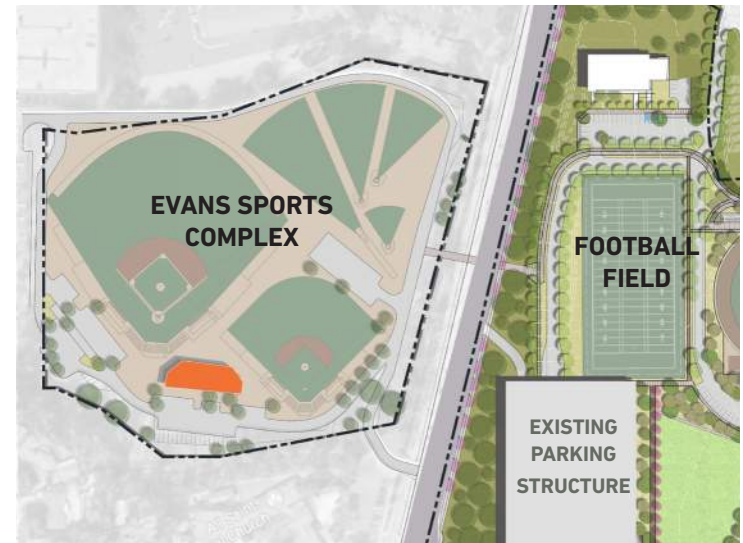 EVANS SPORTS
COMPLEX
FOOTBALL
FIELD
EXISTING
PARKING
STRUCTURE